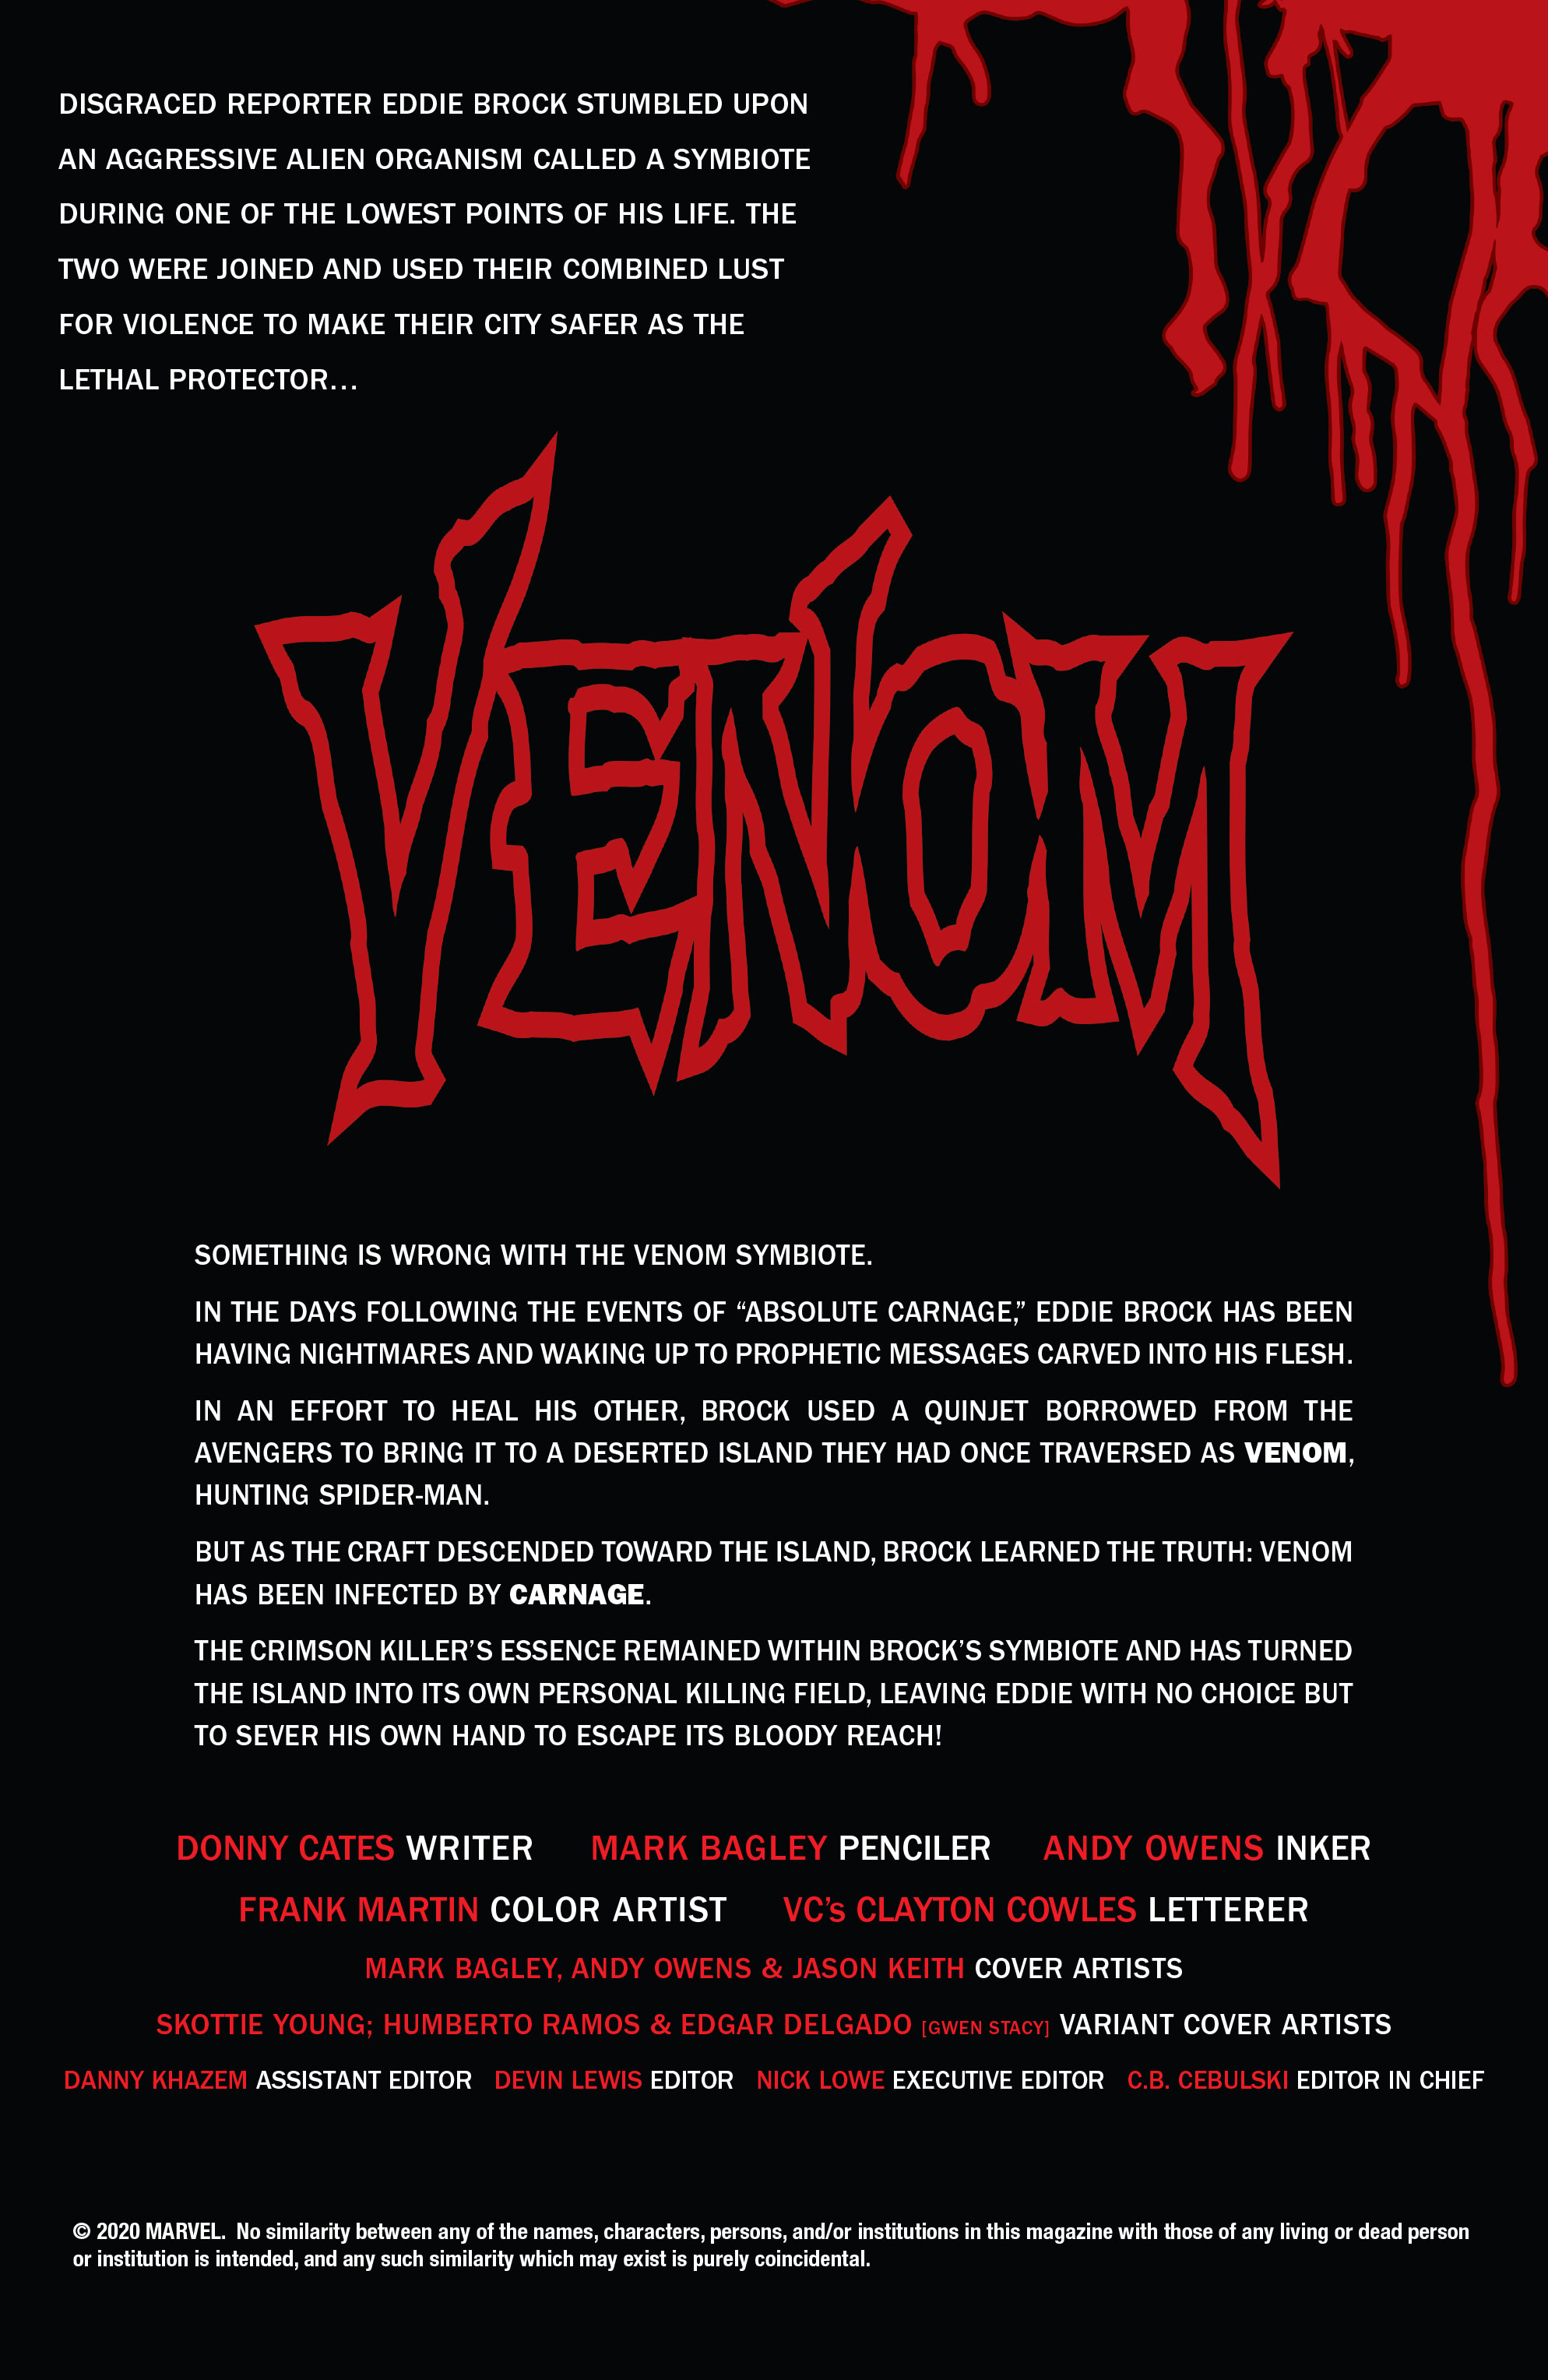 DISGRACED REPORTER EDDIE BROCK STUMBLED UPON
AN AGGRESSIVE ALIEN ORGANISM CALLED A SYMBIOTE
DURING ONE OF THE LOWEST POINTS OF HIS LIFE. THE
TWO WERE JOINED AND USED THEIR COMBINED LUST
FOR VIOLENCE TO MAKE THEIR CITY SAFER AS THE
LETHAL PROTECTOR…
VENOM
SOMETHING IS WRONG WITH THE VENOM SYMBIOTE.
IN THE DAYS FOLLOWING THE EVENTS OF “ABSOLUTE CARNAGE,” EDDIE BROCK HAS BEEN
HAVING NIGHTMARES AND WAKING UP TO PROPHETIC MESSAGES CARVED INTO HIS FLESH.
IN AN EFFORT TO HEAL HIS OTHER, BROCK USED A QUINJET BORROWED FROM THE
AVENGERS TO BRING IT TO A DESERTED ISLAND THEY HAD ONCE TRAVERSED AS VENOM,
HUNTING SPIDER-MAN.
BUT AS THE CRAFT DESCENDED TOWARD THE ISLAND, BROCK LEARNED THE TRUTH: VENOM
HAS BEEN INFECTED BY CARNAGE.
THE CRIMSON KILLER’S ESSENCE REMAINED WITHIN BROCK’S SYMBIOTE AND HAS TURNED
THE ISLAND INTO ITS OWN PERSONAL KILLING FIELD, LEAVING EDDIE WITH NO CHOICE BUT
TO SEVER HIS OWN HAND TO ESCAPE ITS BLOODY REACH!
DONNY CATES WRITER MARK BAGLEY PENCILER ANDY OWENS INKER
FRANK MARTIN COLOR ARTIST VC’s CLAYTON COWLES LETTERER
MARK BAGLEY, ANDY OWENS & JASON KEITH COVER ARTISTS
SKOTTIE YOUNG; HUMBERTO RAMOS & EDGAR DELGADO [GWEN STACY] VARIANT COVER ARTISTS
DANNY KHAZEM ASSISTANT EDITOR DEVIN LEWIS EDITOR NICK LOWE EXECUTIVE EDITOR C.B. CEBULSKI EDITOR IN CHIEF
© 2020 MARVEL. No similarity between any of the names, characters, persons, and/or institutions in this magazine with those of any living or dead person
or institution is intended, and any such similarity which may exist is purely coincidental.